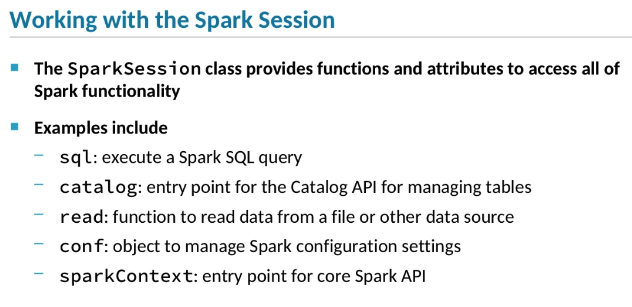 Working with the Spark Session
▪ The SparkSession class provides functions and attributes to access all of
Spark functionality
▪ Examples include
– sql: execute a Spark SQL query
– catalog: entry point for the Catalog API for managing tables
– read: function to read data from a file or other data source
– conf: object to manage Spark configuration settings
– sparkContext: entry point for core Spark API